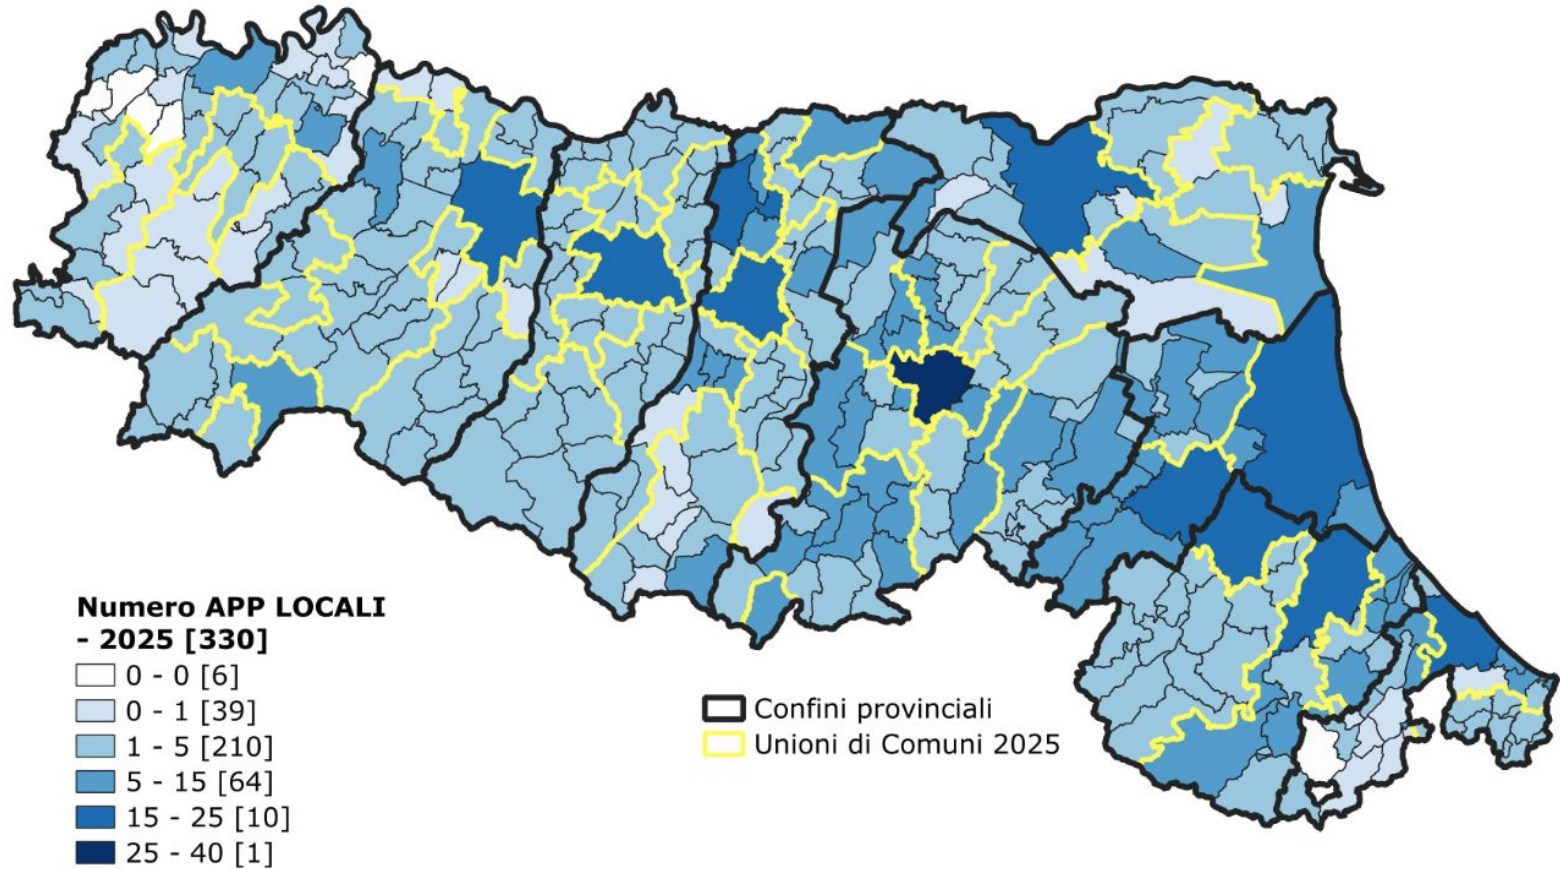 Numero APP LOCALI
- 2025 [330]
0 - 0 [6]
0 - 1 [39]
1 - 5 [210]
5 - 15 [64]
15 - 25 [10]
25 - 40 [1]
Confini provinciali
Unioni di Comuni 2025